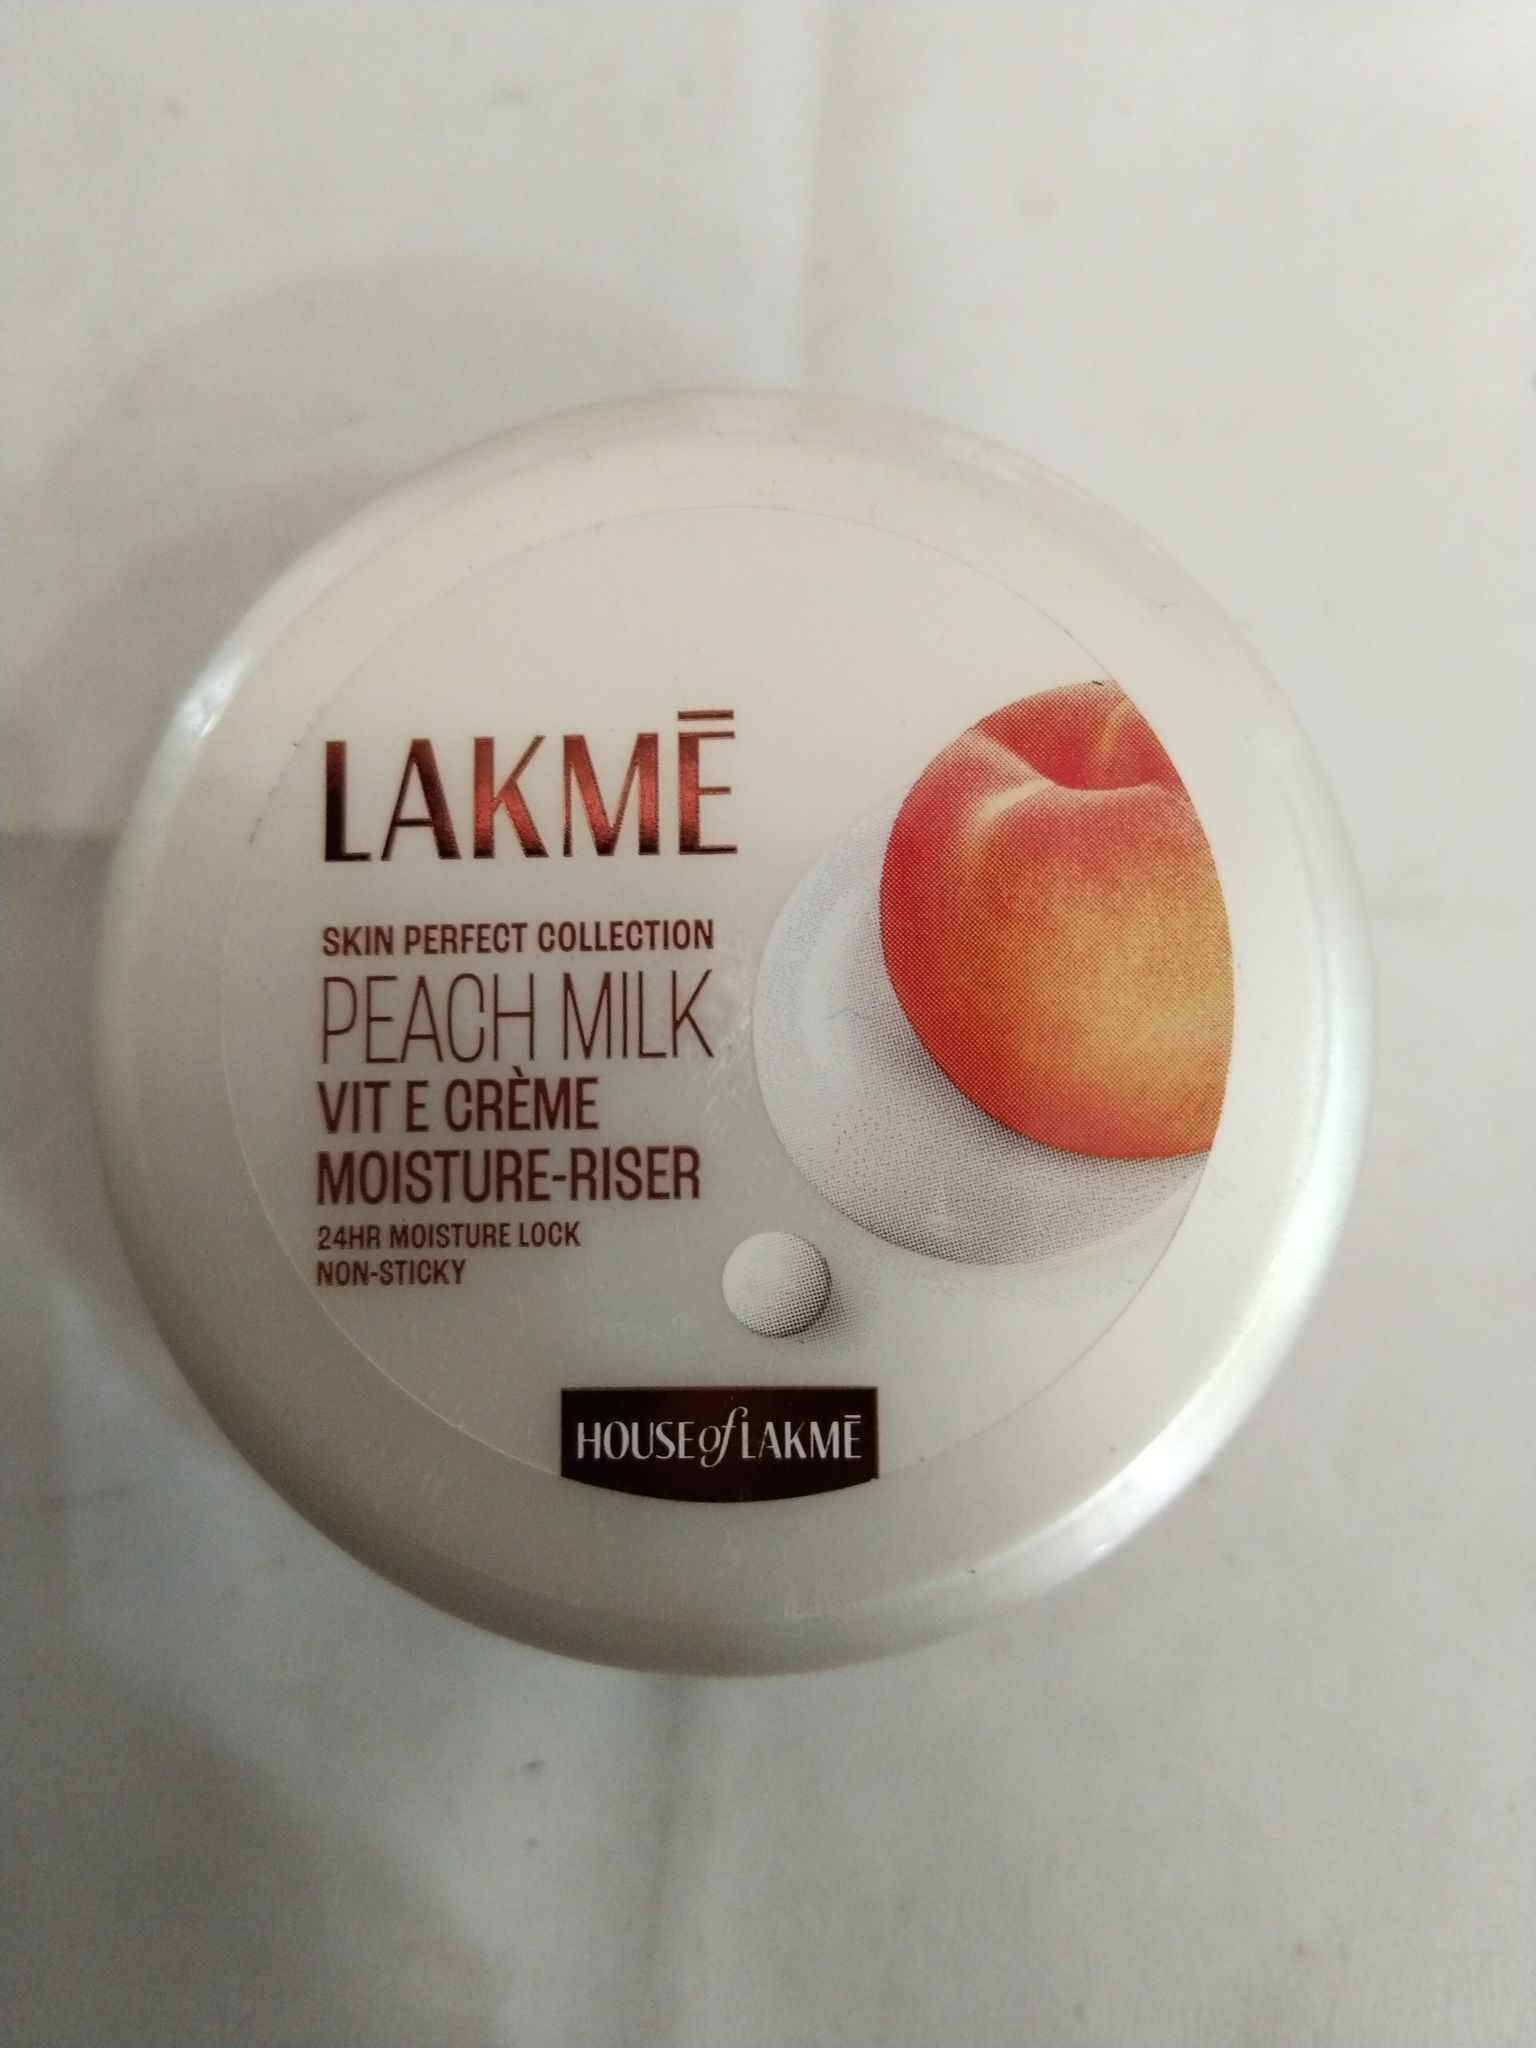 LAKMĒ
SKIN PERFECT COLLECTION
PEACH MILK
VIT E CRÈME
MOISTURE-RISER
24HR MOISTURE LOCK
NON-STICKY
HOUSE of LAKMĒ